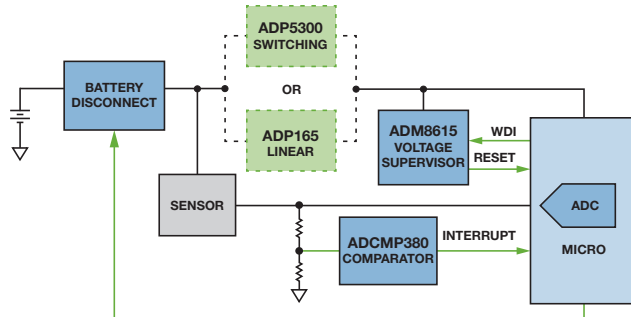 ADP5300
SWITCHING
BATTERY
DISCONNECT
OR
ADP165
LINEAR
ADM8615
VOLTAGE
SUPERVISOR
WDI
RESET
SENSOR
ADC
ADCMP380
COMPARATOR
INTERRUPT
MICRO